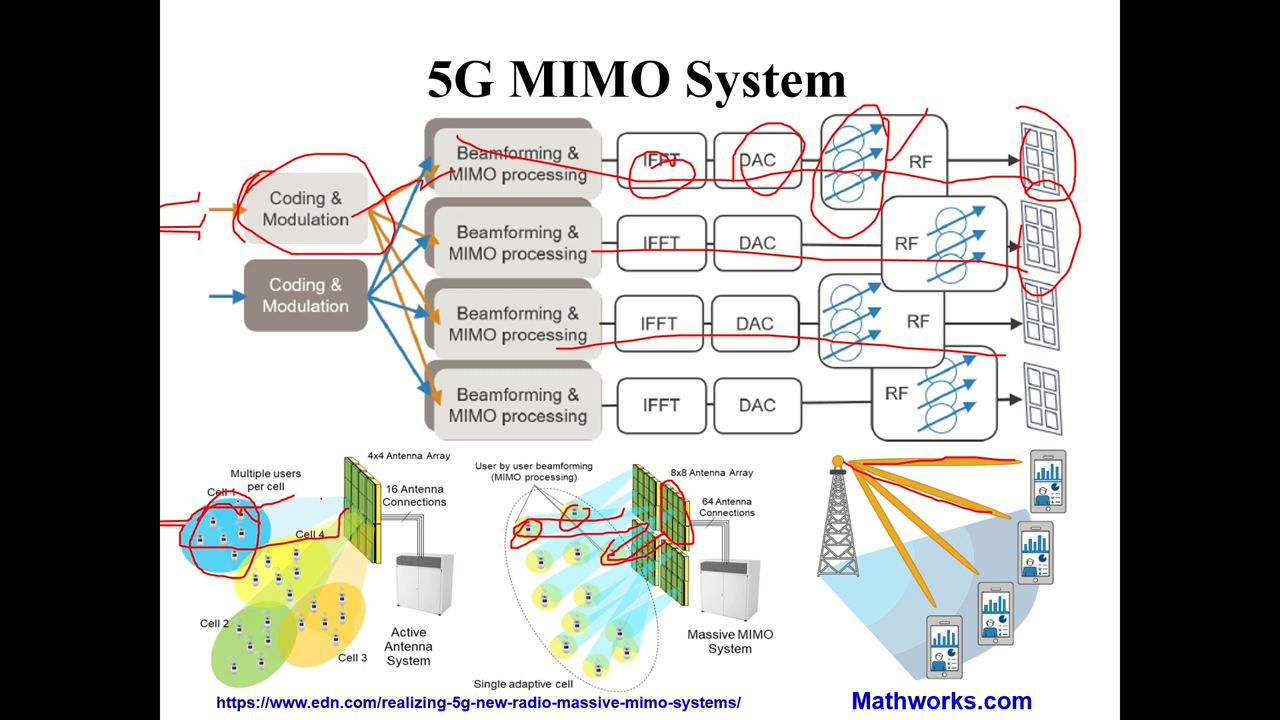 5G MIMO System
Coding &
Modulation
Coding &
Modulation
Beamforming &
MIMO processing
IFFT
DAC
RF
Beamforming &
MIMO processing
IFFT
DAC
RF
Beamforming &
MIMO processing
IFFT
DAC
RF
Beamforming &
MIMO processing
IFFT
DAC
RF
Multiple users
per cell
Cell 1
Cell 4
Cell 2
Cell 3
4x4 Antenna Array
16 Antenna
Connections
Active
Antenna
System
User by user beamforming
(MIMO processing)
8x8 Antenna Array
64 Antenna
Connections
Massive MIMO
System
Single adaptive cell
https://www.edn.com/realizing-5g-new-radio-massive-mimo-systems/
Mathworks.com